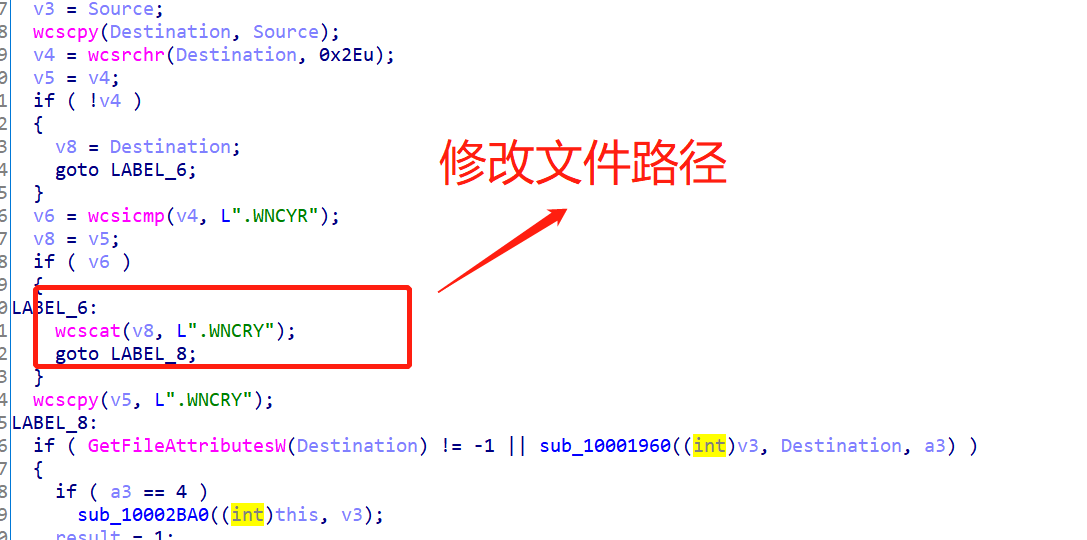 7 v3 = Source;
8 wcscpy(Destination, Source);
9 v4 = wcsrchr(Destination, 0x2Eu);
0 v5 = v4;
1 if ( !v4 )
2 {
3 v8 = Destination;
4 goto LABEL_6;
5 }
6 v6 = wcsicmp(v4, L".WNCYR");
7 v8 = v5;
8 if ( v6 )
9 {
0 LABEL_6:
1 wcscat(v8, L".WNCRY");
2 goto LABEL_8;
3 }
4 wcscpy(v5, L".WNCRY");
5 LABEL_8:
6 if ( GetFileAttributesW(Destination) != -1 || sub_10001960((int)v3, Destination, a3) )
7 {
8 if ( a3 == 4 )
9 sub_10002BA0((int)this, v3);
0 result = 1;
修改文件路径